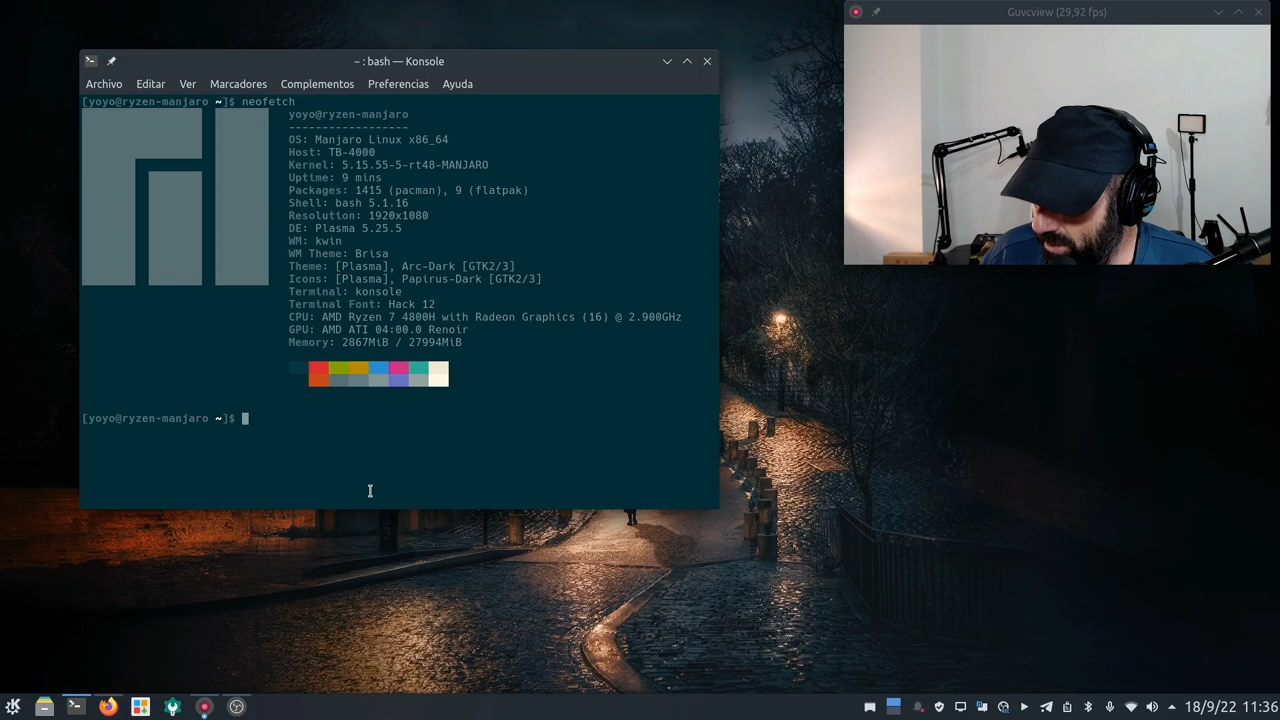 Guvcview (29,92 fps)
~ : bash — Konsole
Archivo Editar Ver Marcadores Complementos Preferencias Ayuda
[yoyo@ryzen-manjaro ~]$ neofetch
yoyo@ryzen-manjaro
------------------
OS: Manjaro Linux x86_64
Host: TB-4000
Kernel: 5.15.55-5-rt48-MANJARO
Uptime: 9 mins
Packages: 1415 (pacman), 9 (flatpak)
Shell: bash 5.1.16
Resolution: 1920x1080
DE: Plasma 5.25.5
WM: kwin
WM Theme: Brisa
Theme: [Plasma], Arc-Dark [GTK2/3]
Icons: [Plasma], Papirus-Dark [GTK2/3]
Terminal: konsole
Terminal Font: Hack 12
CPU: AMD Ryzen 7 4800H with Radeon Graphics (16) @ 2.900GHz
GPU: AMD ATI 04:00.0 Renoir
Memory: 2867MiB / 27994MiB
[yoyo@ryzen-manjaro ~]$
18/9/22 11:36